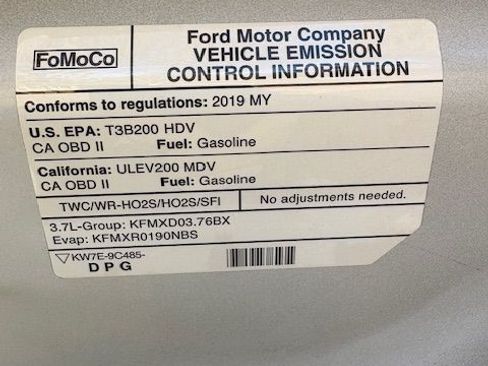 FoMoCo
Ford Motor Company
VEHICLE EMISSION
CONTROL INFORMATION
Conforms to regulations: 2019 MY
U.S. EPA: T3B200 HDV
CA OBD II Fuel: Gasoline
California: ULEV200 MDV
CA OBD II Fuel: Gasoline
TWC/WR-HO2S/HO2S/SFI
No adjustments needed.
3.7L-Group: KFMXD03.76BX
Evap: KFMXR0190NBS
KW7E-9C485-
DPG